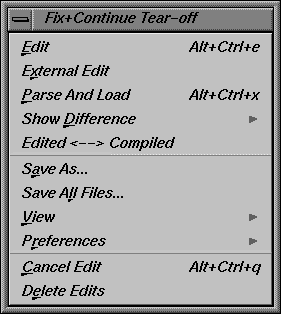 Fix+Continue Tear-off
Edit Alt+Ctrl+e
External Edit
Parse And Load Alt+Ctrl+x
Show Difference
Edited <--> Compiled
Save As...
Save All Files...
View
Preferences
Cancel Edit Alt+Ctrl+q
Delete Edits